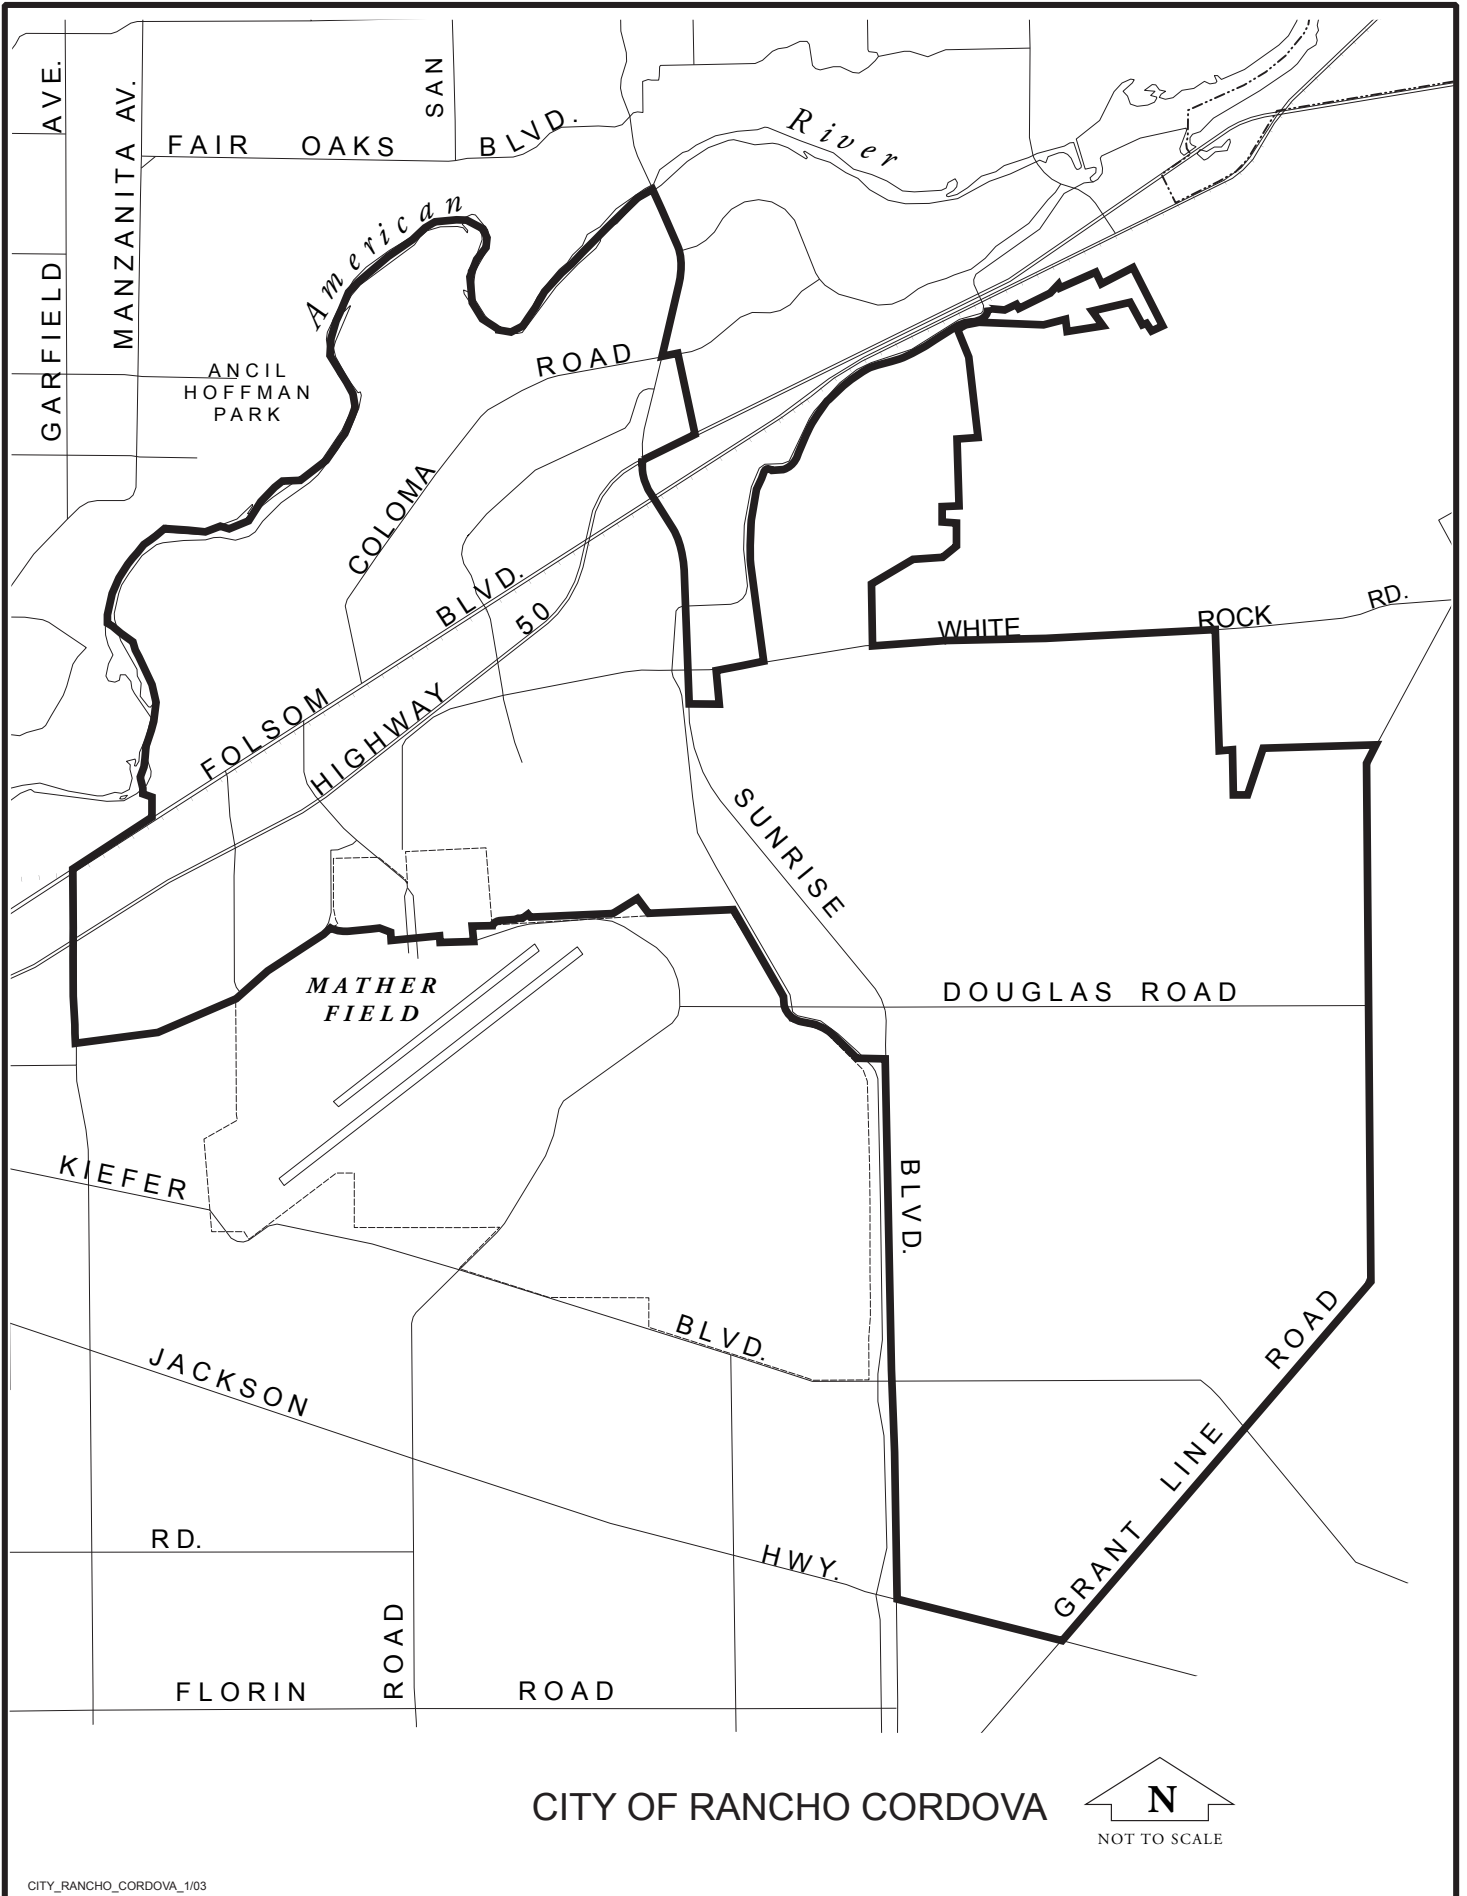 AVE.
MANZANITA AV.
SAN
FAIR OAKS BLVD.
River
American
GARFIELD
ANCIL
HOFFMAN
PARK
COLOMA ROAD
FOLSOM BLVD.
HIGHWAY 50
WHITE ROCK RD.
SUNRISE
MATHER
FIELD
DOUGLAS ROAD
KIEFER
BLVD.
BLVD.
JACKSON
HWY.
GRANT LINE ROAD
RD.
ROAD
FLORIN ROAD
CITY OF RANCHO CORDOVA
N
NOT TO SCALE
CITY_RANCHO_CORDOVA_1/03